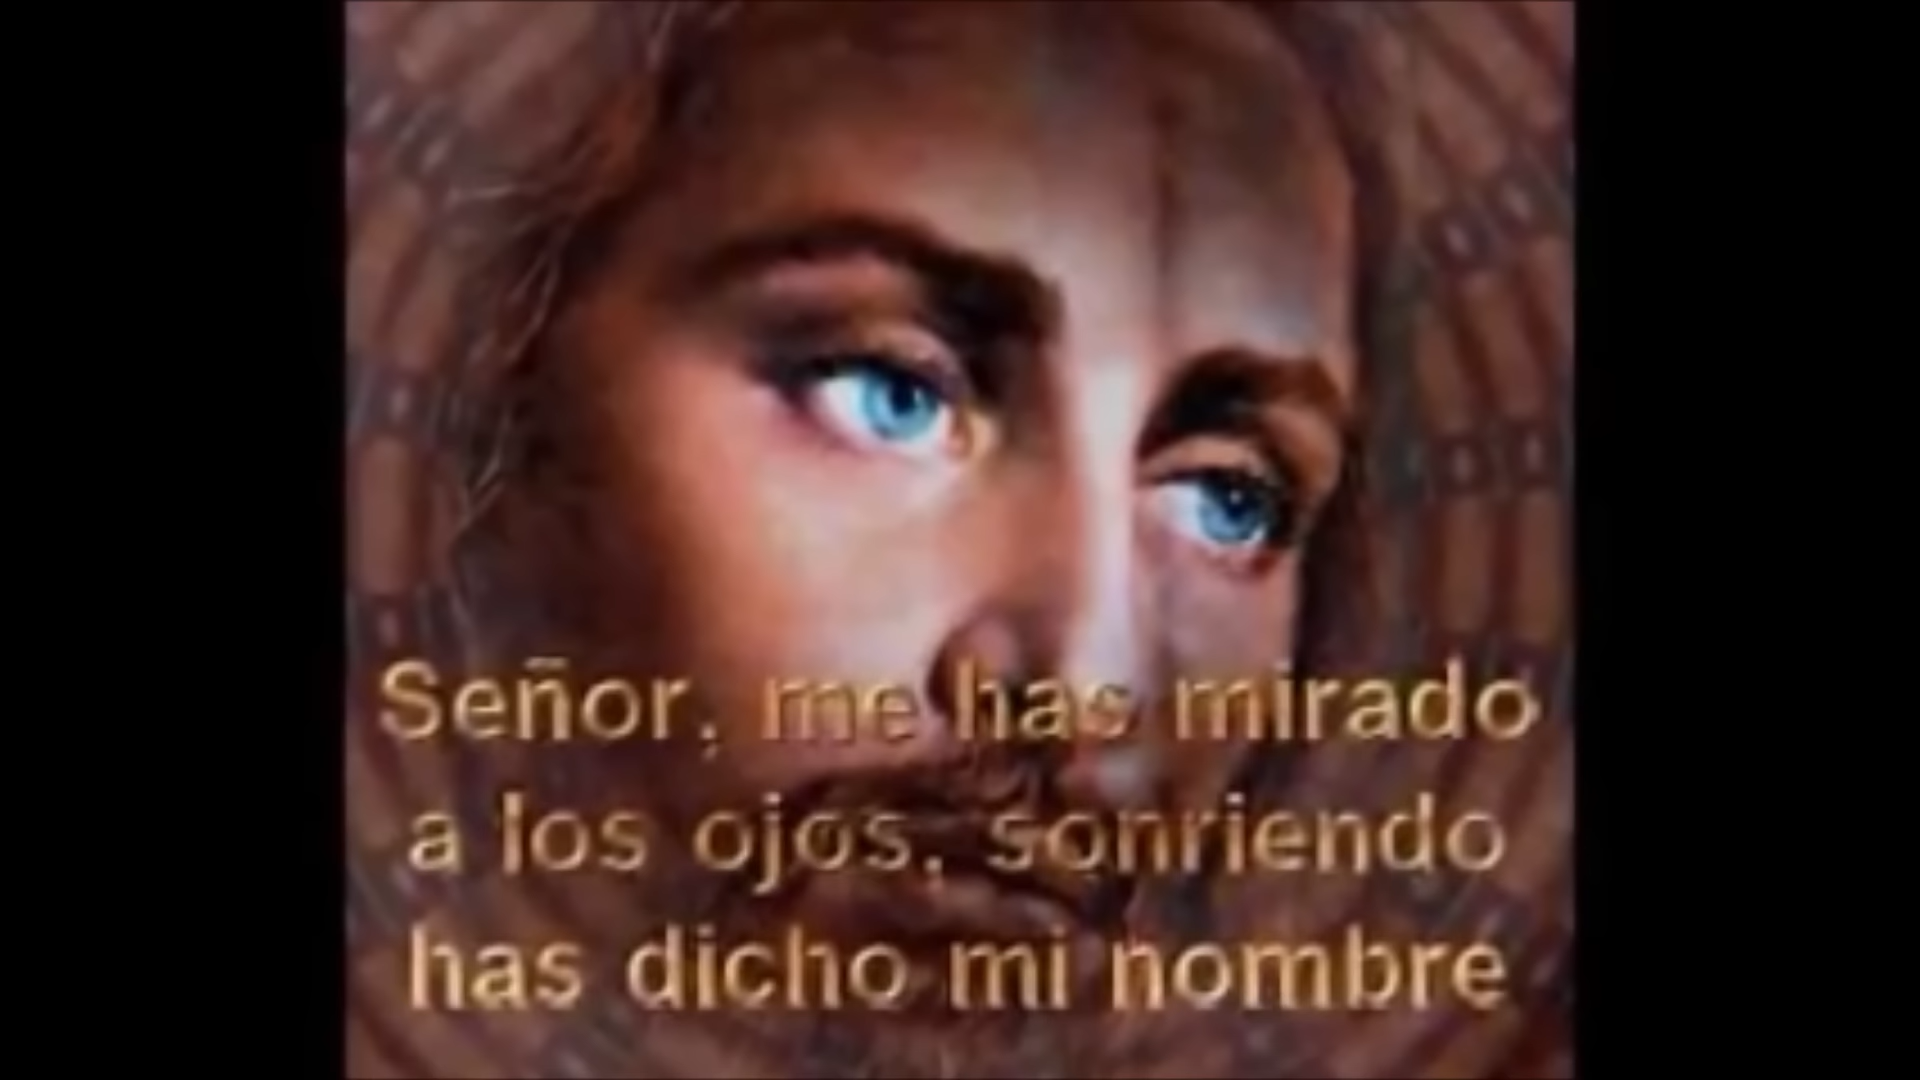 Señor, me has mirado
a los ojos, sonriendo
has dicho mi nombre